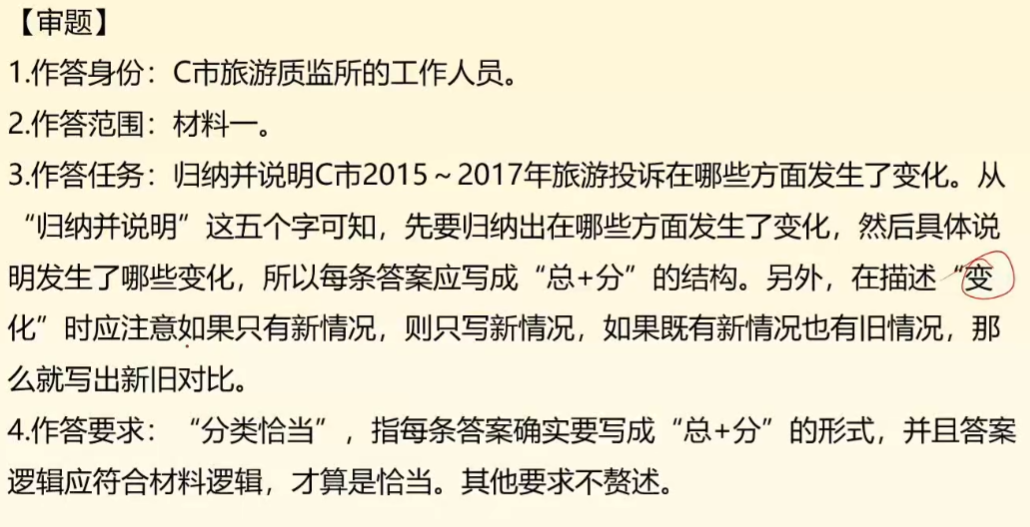 【审题】
1.作答身份：C市旅游质监所的工作人员。
2.作答范围：材料一。
3.作答任务：归纳并说明C市2015～2017年旅游投诉在哪些方面发生了变化。从
“归纳并说明”这五个字可知，先要归纳出在哪些方面发生了变化，然后具体说
明发生了哪些变化，所以每条答案应写成“总+分”的结构。另外，在描述“变
化”时应注意如果只有新情况，则只写新情况，如果既有新情况也有旧情况，那
么就写出新旧对比。
4.作答要求：“分类恰当”，指每条答案确实要写成“总+分”的形式，并且答案
逻辑应符合材料逻辑，才算是恰当。其他要求不赘述。